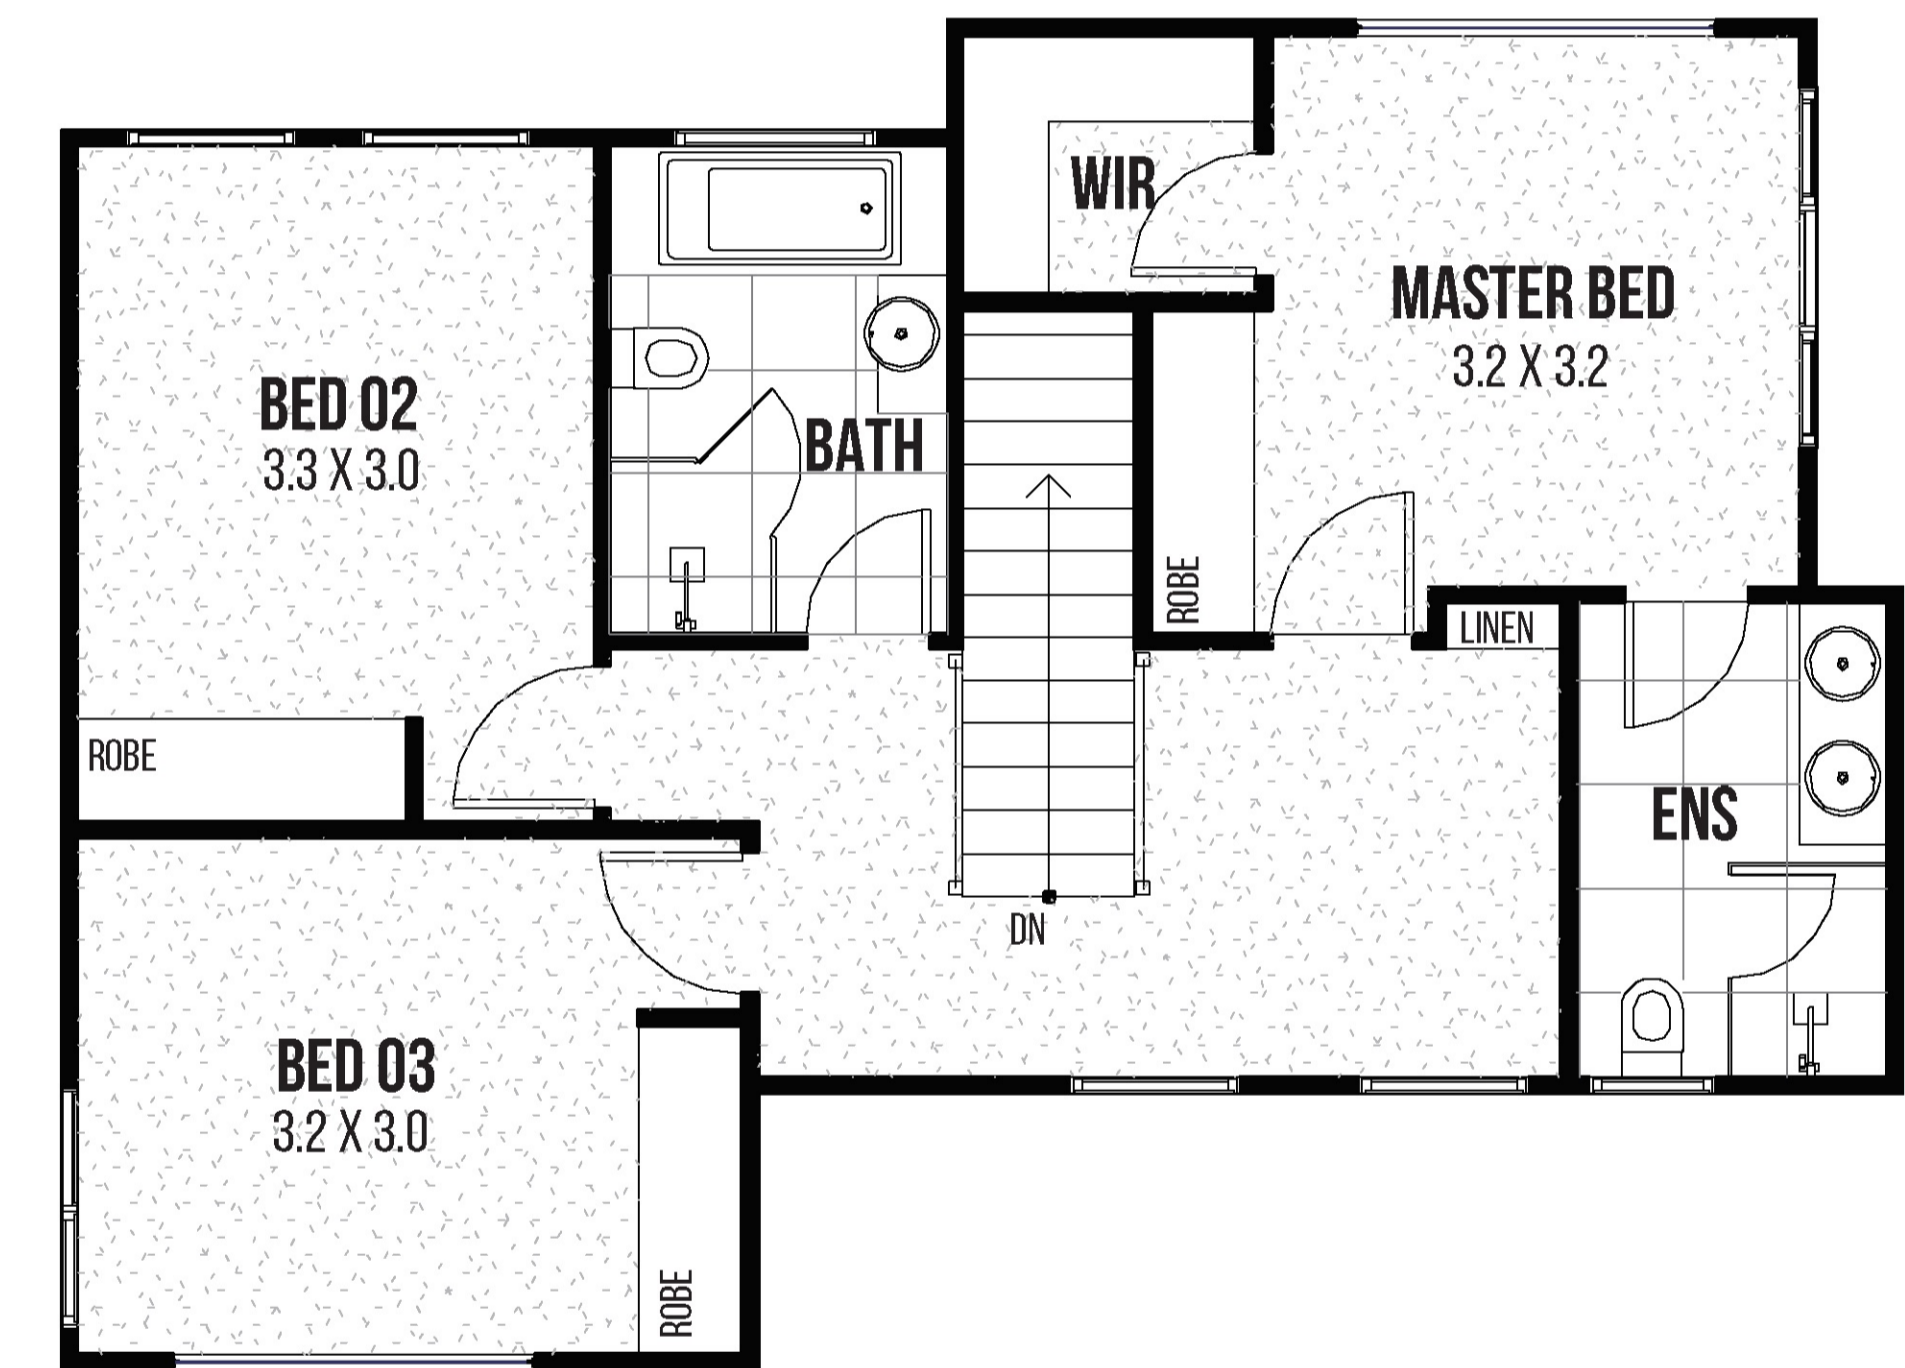 WIR
MASTER BED
3.2 X 3.2
BED 02
3.3 X 3.0
BATH
ROBE
LINEN
ROBE
ENS
DN
BED 03
3.2 X 3.0
ROBE